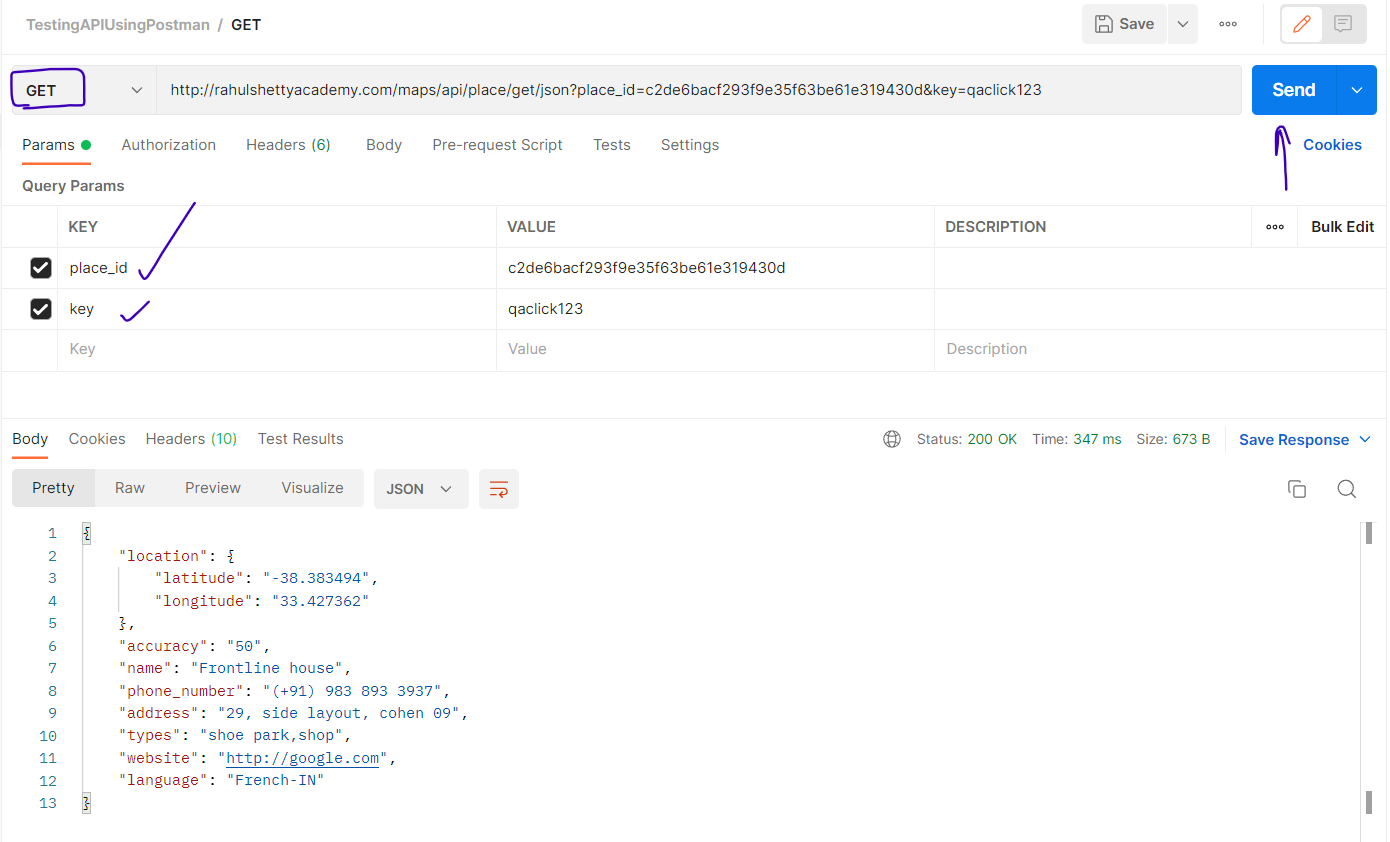 TestingAPIUsingPostman / GET
Save
GET
http://rahulshettyacademy.com/maps/api/place/get/json?place_id=c2de6bacf293f9e35f63be61e319430d&key=qaclick123
Send
Params Authorization Headers (6) Body Pre-request Script Tests Settings Cookies
Query Params
KEY VALUE DESCRIPTION Bulk Edit
place_id c2de6bacf293f9e35f63be61e319430d
key qaclick123
Key Value Description
Body Cookies Headers (10) Test Results Status: 200 OK Time: 347 ms Size: 673 B Save Response
Pretty Raw Preview Visualize JSON
1 {
2 "location": {
3 "latitude": "-38.383494",
4 "longitude": "33.427362"
5 },
6 "accuracy": "50",
7 "name": "Frontline house",
8 "phone_number": "(+91) 983 893 3937",
9 "address": "29, side layout, cohen 09",
10 "types": "shoe park,shop",
11 "website": "http://google.com",
12 "language": "French-IN"
13 }